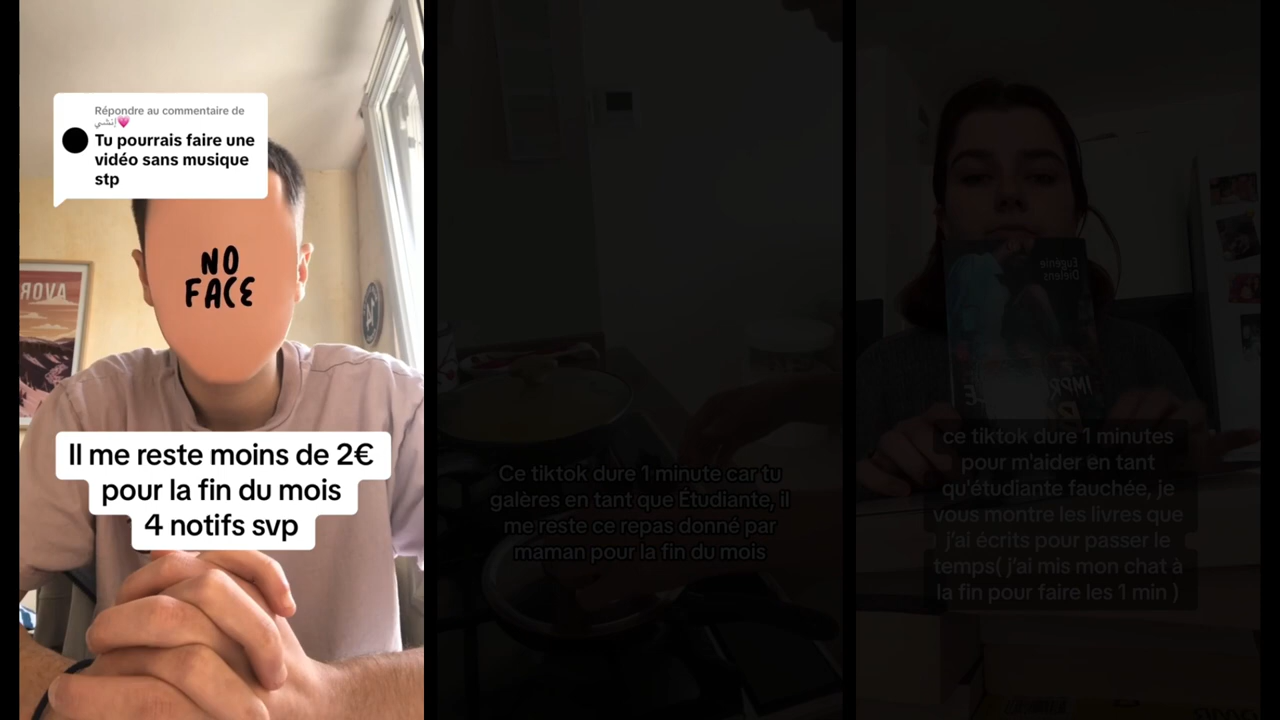 Répondre au commentaire de
إنتسي💗
Tu pourrais faire une
vidéo sans musique
stp
NO
FACE
Il me reste moins de 2€
pour la fin du mois
4 notifs svp
Ce tiktok dure 1 minute car tu
galères en tant que Étudiante, il
me reste ce repas donné par
maman pour la fin du mois
Eugénie
Dielens
ce tiktok dure 1 minutes
pour m'aider en tant
qu'étudiante fauchée, je
vous montre les livres que
j'ai écrits pour passer le
temps( j'ai mis mon chat à
la fin pour faire les 1 min )